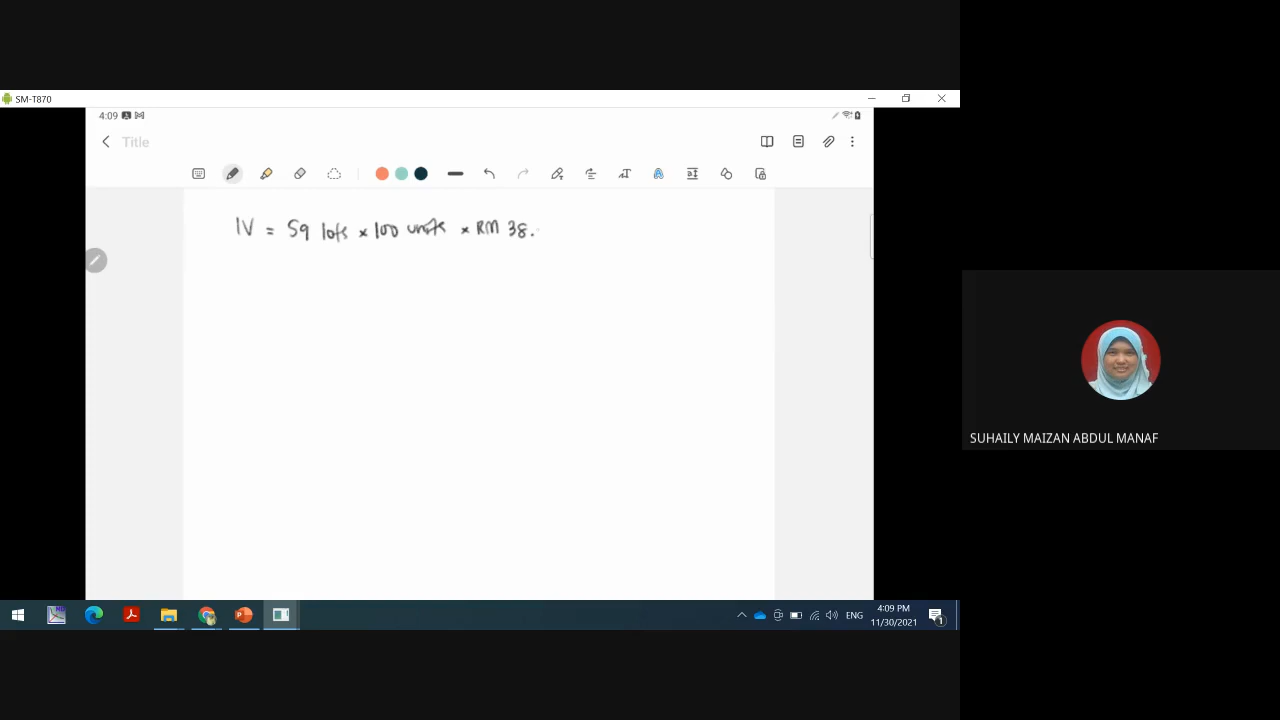 SM-T870
4:09
Title
IV = 59 lots × 100 units × RM 38.
SUHAILY MAIZAN ABDUL MANAF
ENG
4:09 PM
11/30/2021
1